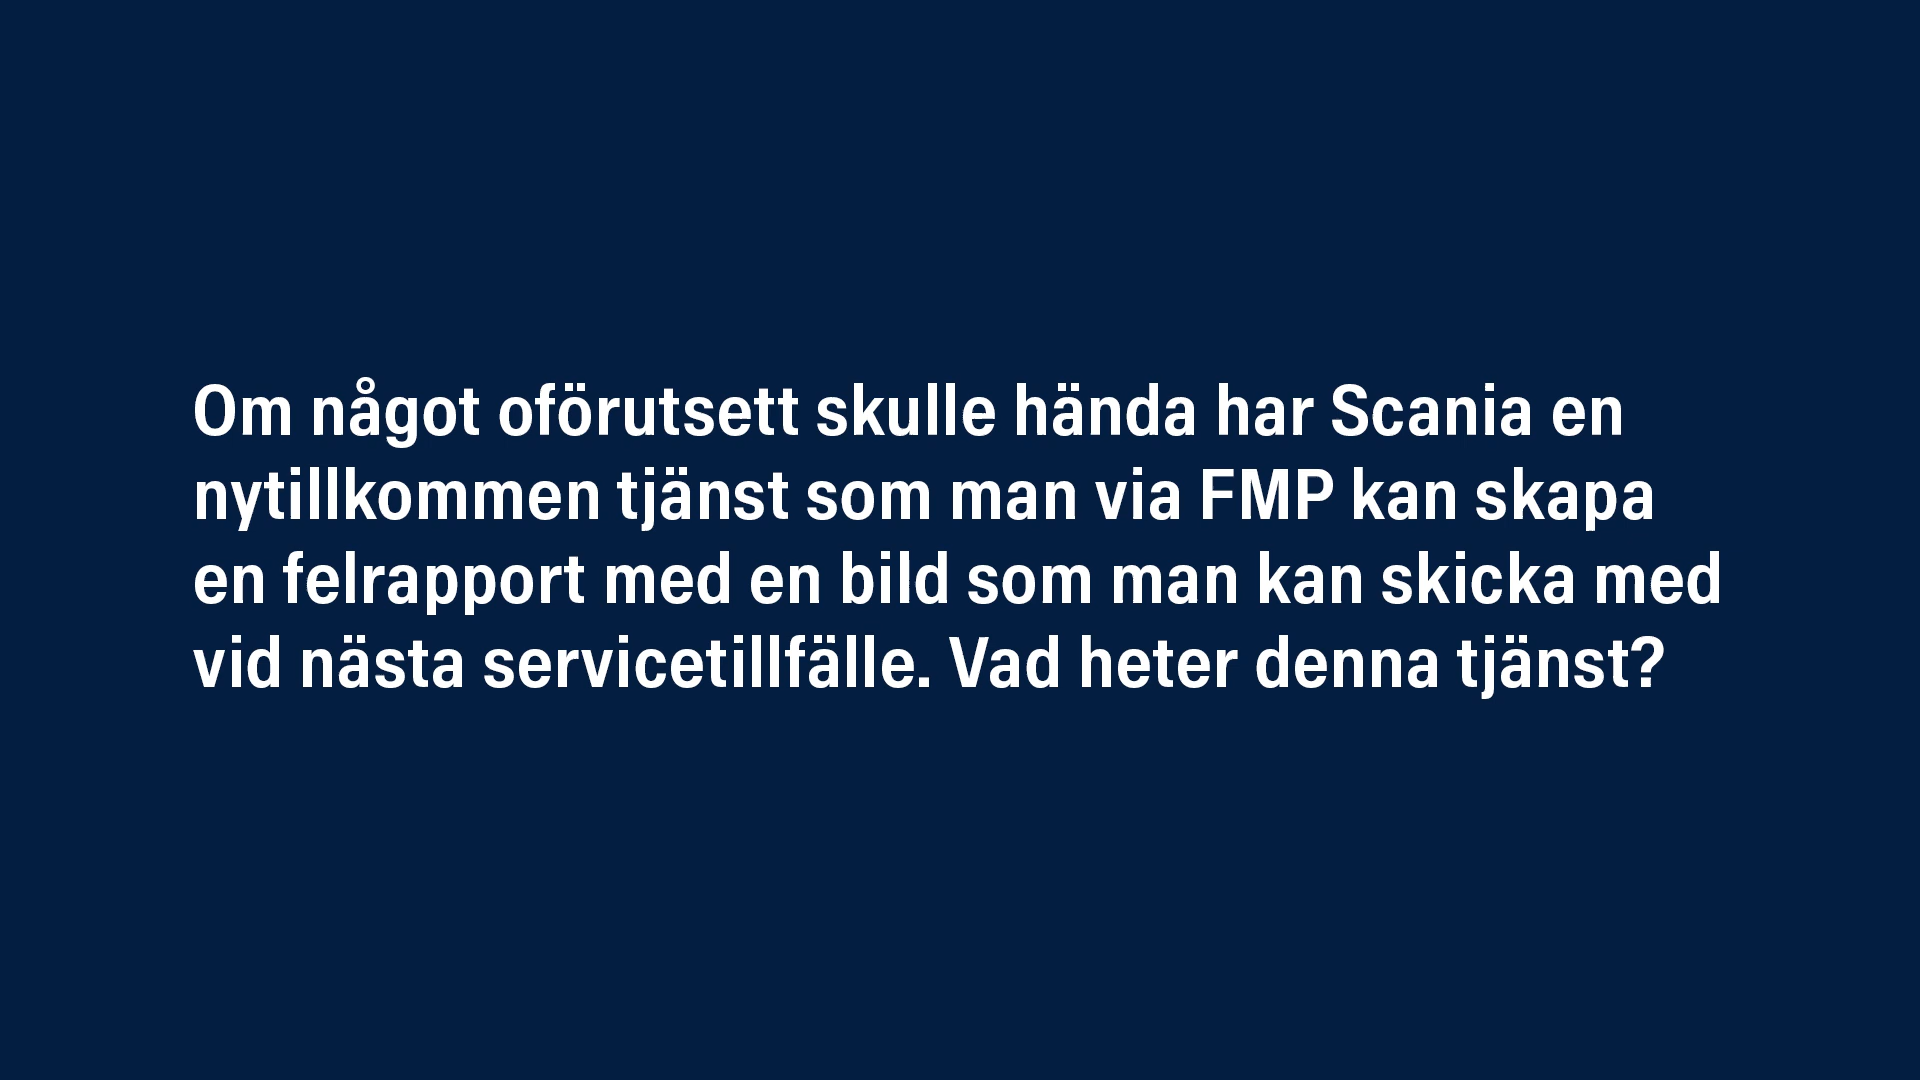 Om något oförutsett skulle hända har Scania en
nytillkommen tjänst som man via FMP kan skapa
en felrapport med en bild som man kan skicka med
vid nästa servicetillfälle. Vad heter denna tjänst?